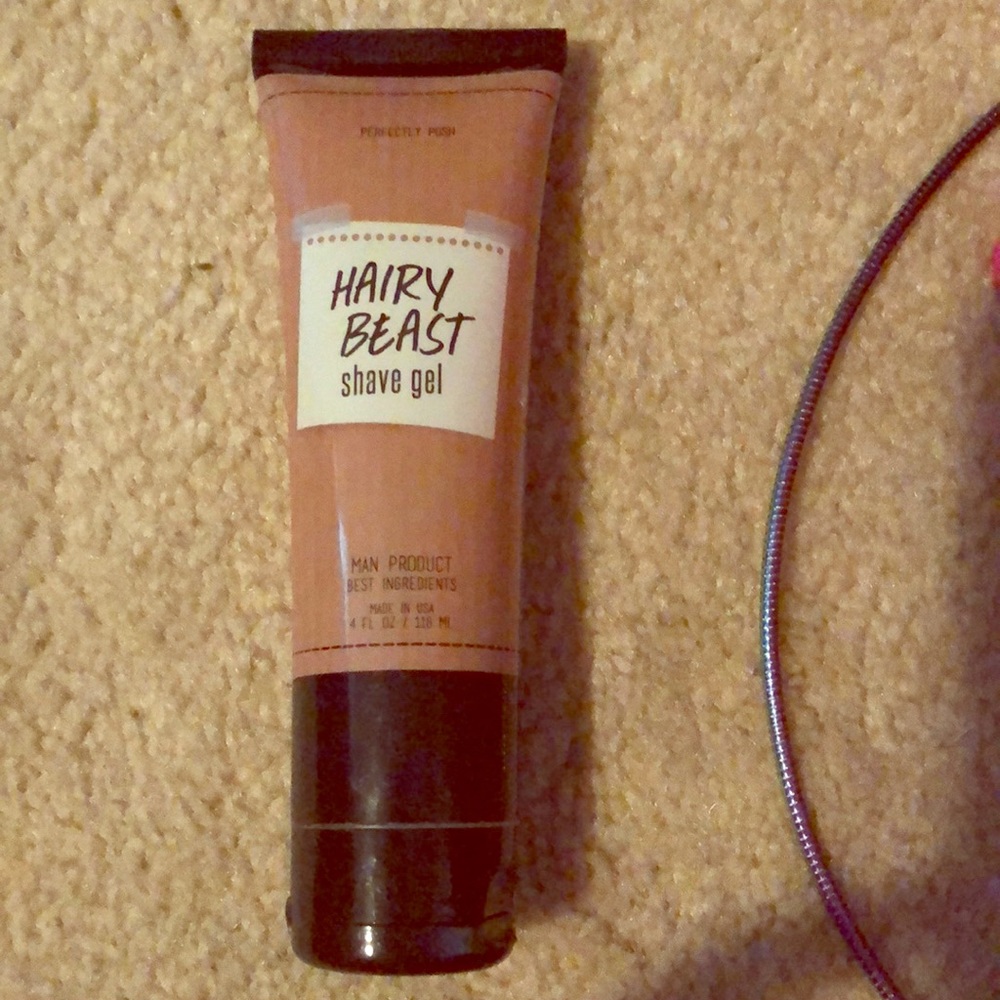 PERFECTLY POSH
HAIRY
BEAST
shave gel
MAN PRODUCT
BEST INGREDIENTS
MADE IN USA
4 FL OZ / 118 ML